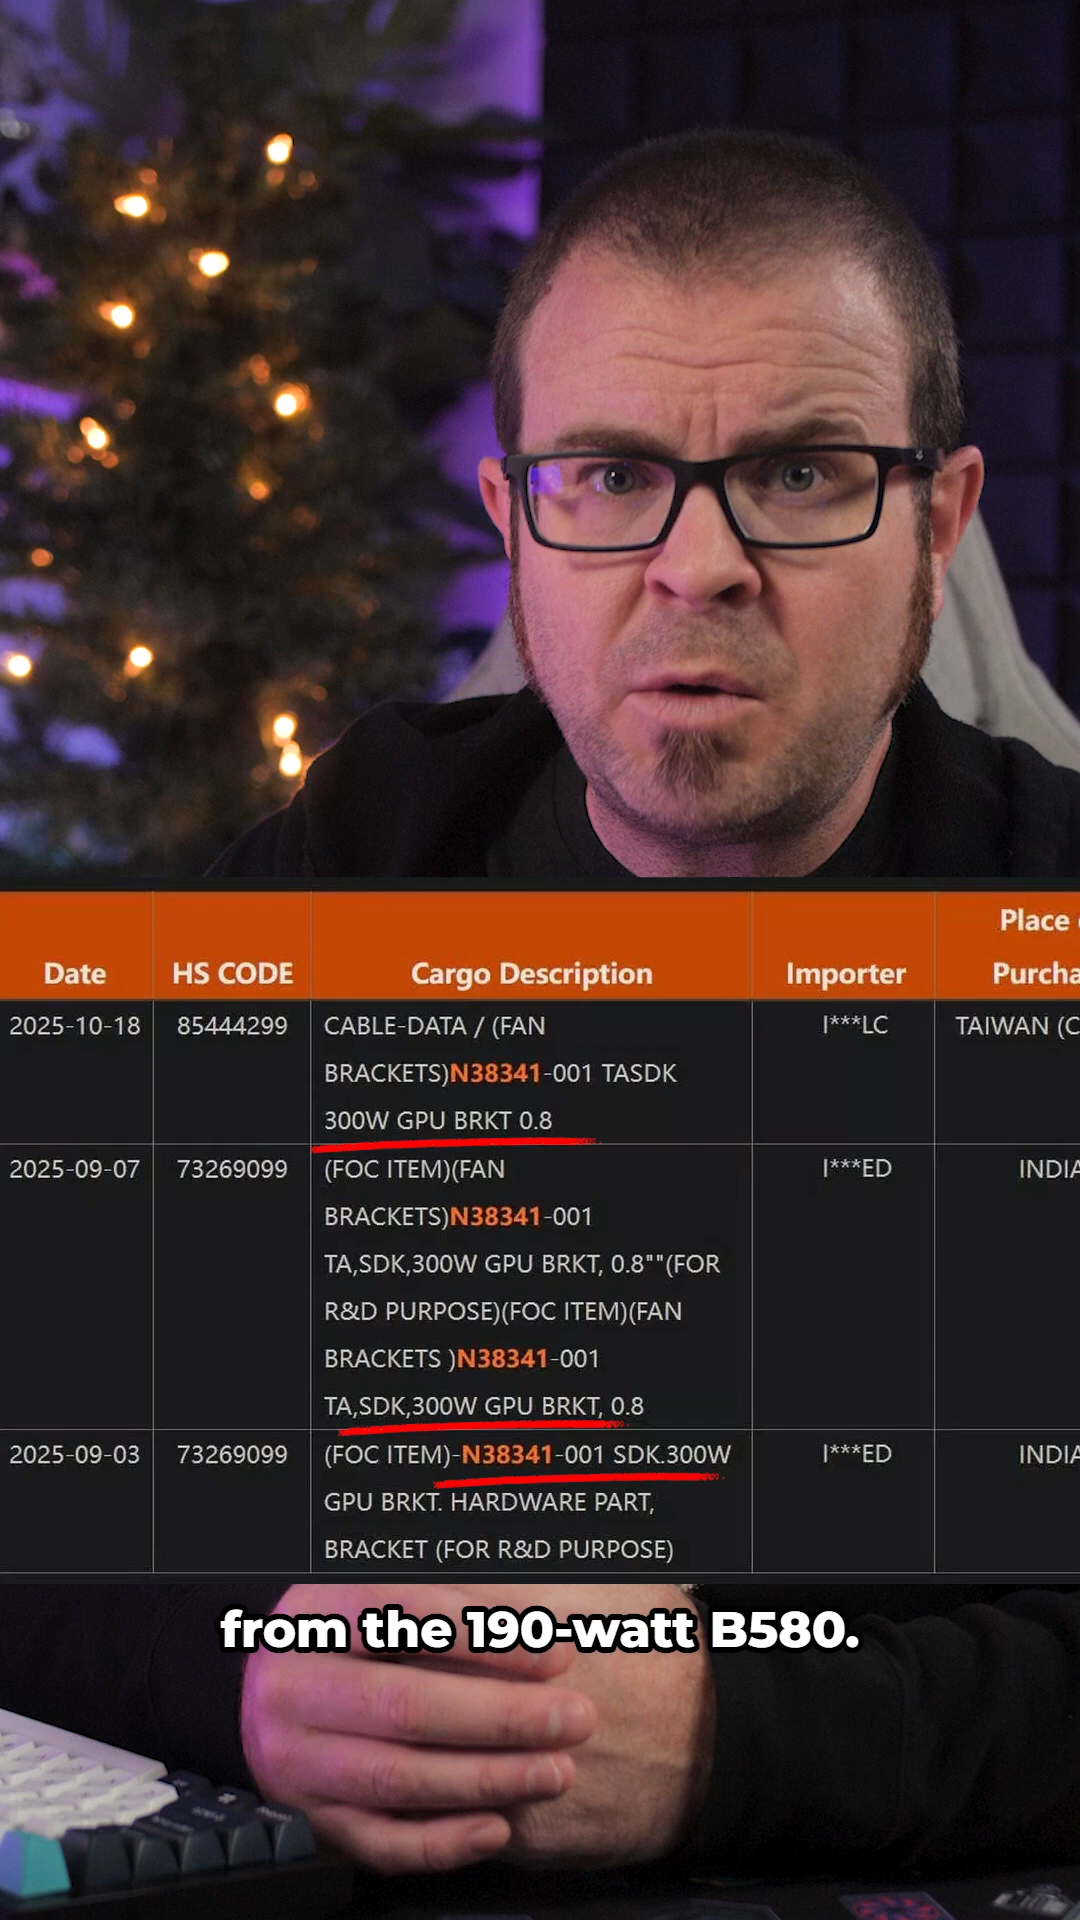 Place
Date HS CODE Cargo Description Importer Purcha
2025-10-18 85444299 CABLE-DATA / (FAN I***LC TAIWAN (C
BRACKETS)N38341-001 TASDK
300W GPU BRKT 0.8
2025-09-07 73269099 (FOC ITEM)(FAN I***ED INDIA
BRACKETS)N38341-001
TA,SDK,300W GPU BRKT, 0.8""(FOR
R&D PURPOSE)(FOC ITEM)(FAN
BRACKETS )N38341-001
TA,SDK,300W GPU BRKT, 0.8
2025-09-03 73269099 (FOC ITEM)-N38341-001 SDK.300W I***ED INDIA
GPU BRKT. HARDWARE PART,
BRACKET (FOR R&D PURPOSE)
from the 190-watt B580.